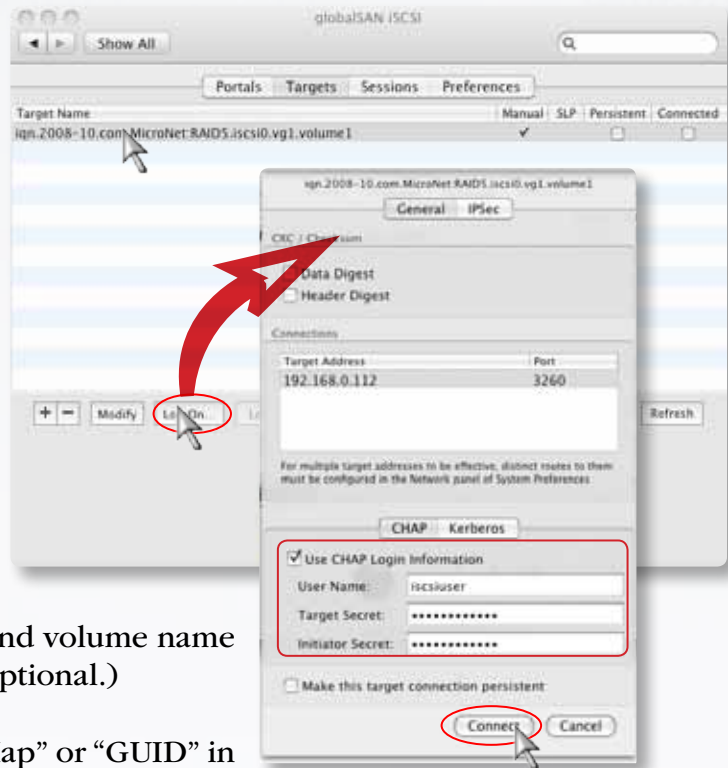 globalSAN iSCSI
Show All
Portals Targets Sessions Preferences
Target Name Manual SLP Persistent Connected
iqn.2008-10.com.MicroNet:RAID5.iscsi0.vg1.volume1
iqn.2008-10.com.MicroNet:RAID5.iscsi0.vg1.volume1
General IPSec
CRC / Checksum
Data Digest
Header Digest
Connections
Target Address Port
192.168.0.112 3260
+ - Modify Log On... Refresh
For multiple target addresses to be effective, distinct routes to them
must be configured in the Network panel of System Preferences
CHAP Kerberos
Use CHAP Login Information
User Name: iscsiuser
Target Secret: ••••••••••••
Initiator Secret: ••••••••••••
Make this target connection persistent
Connect Cancel
nd volume name
ptional.)
ap” or “GUID” in